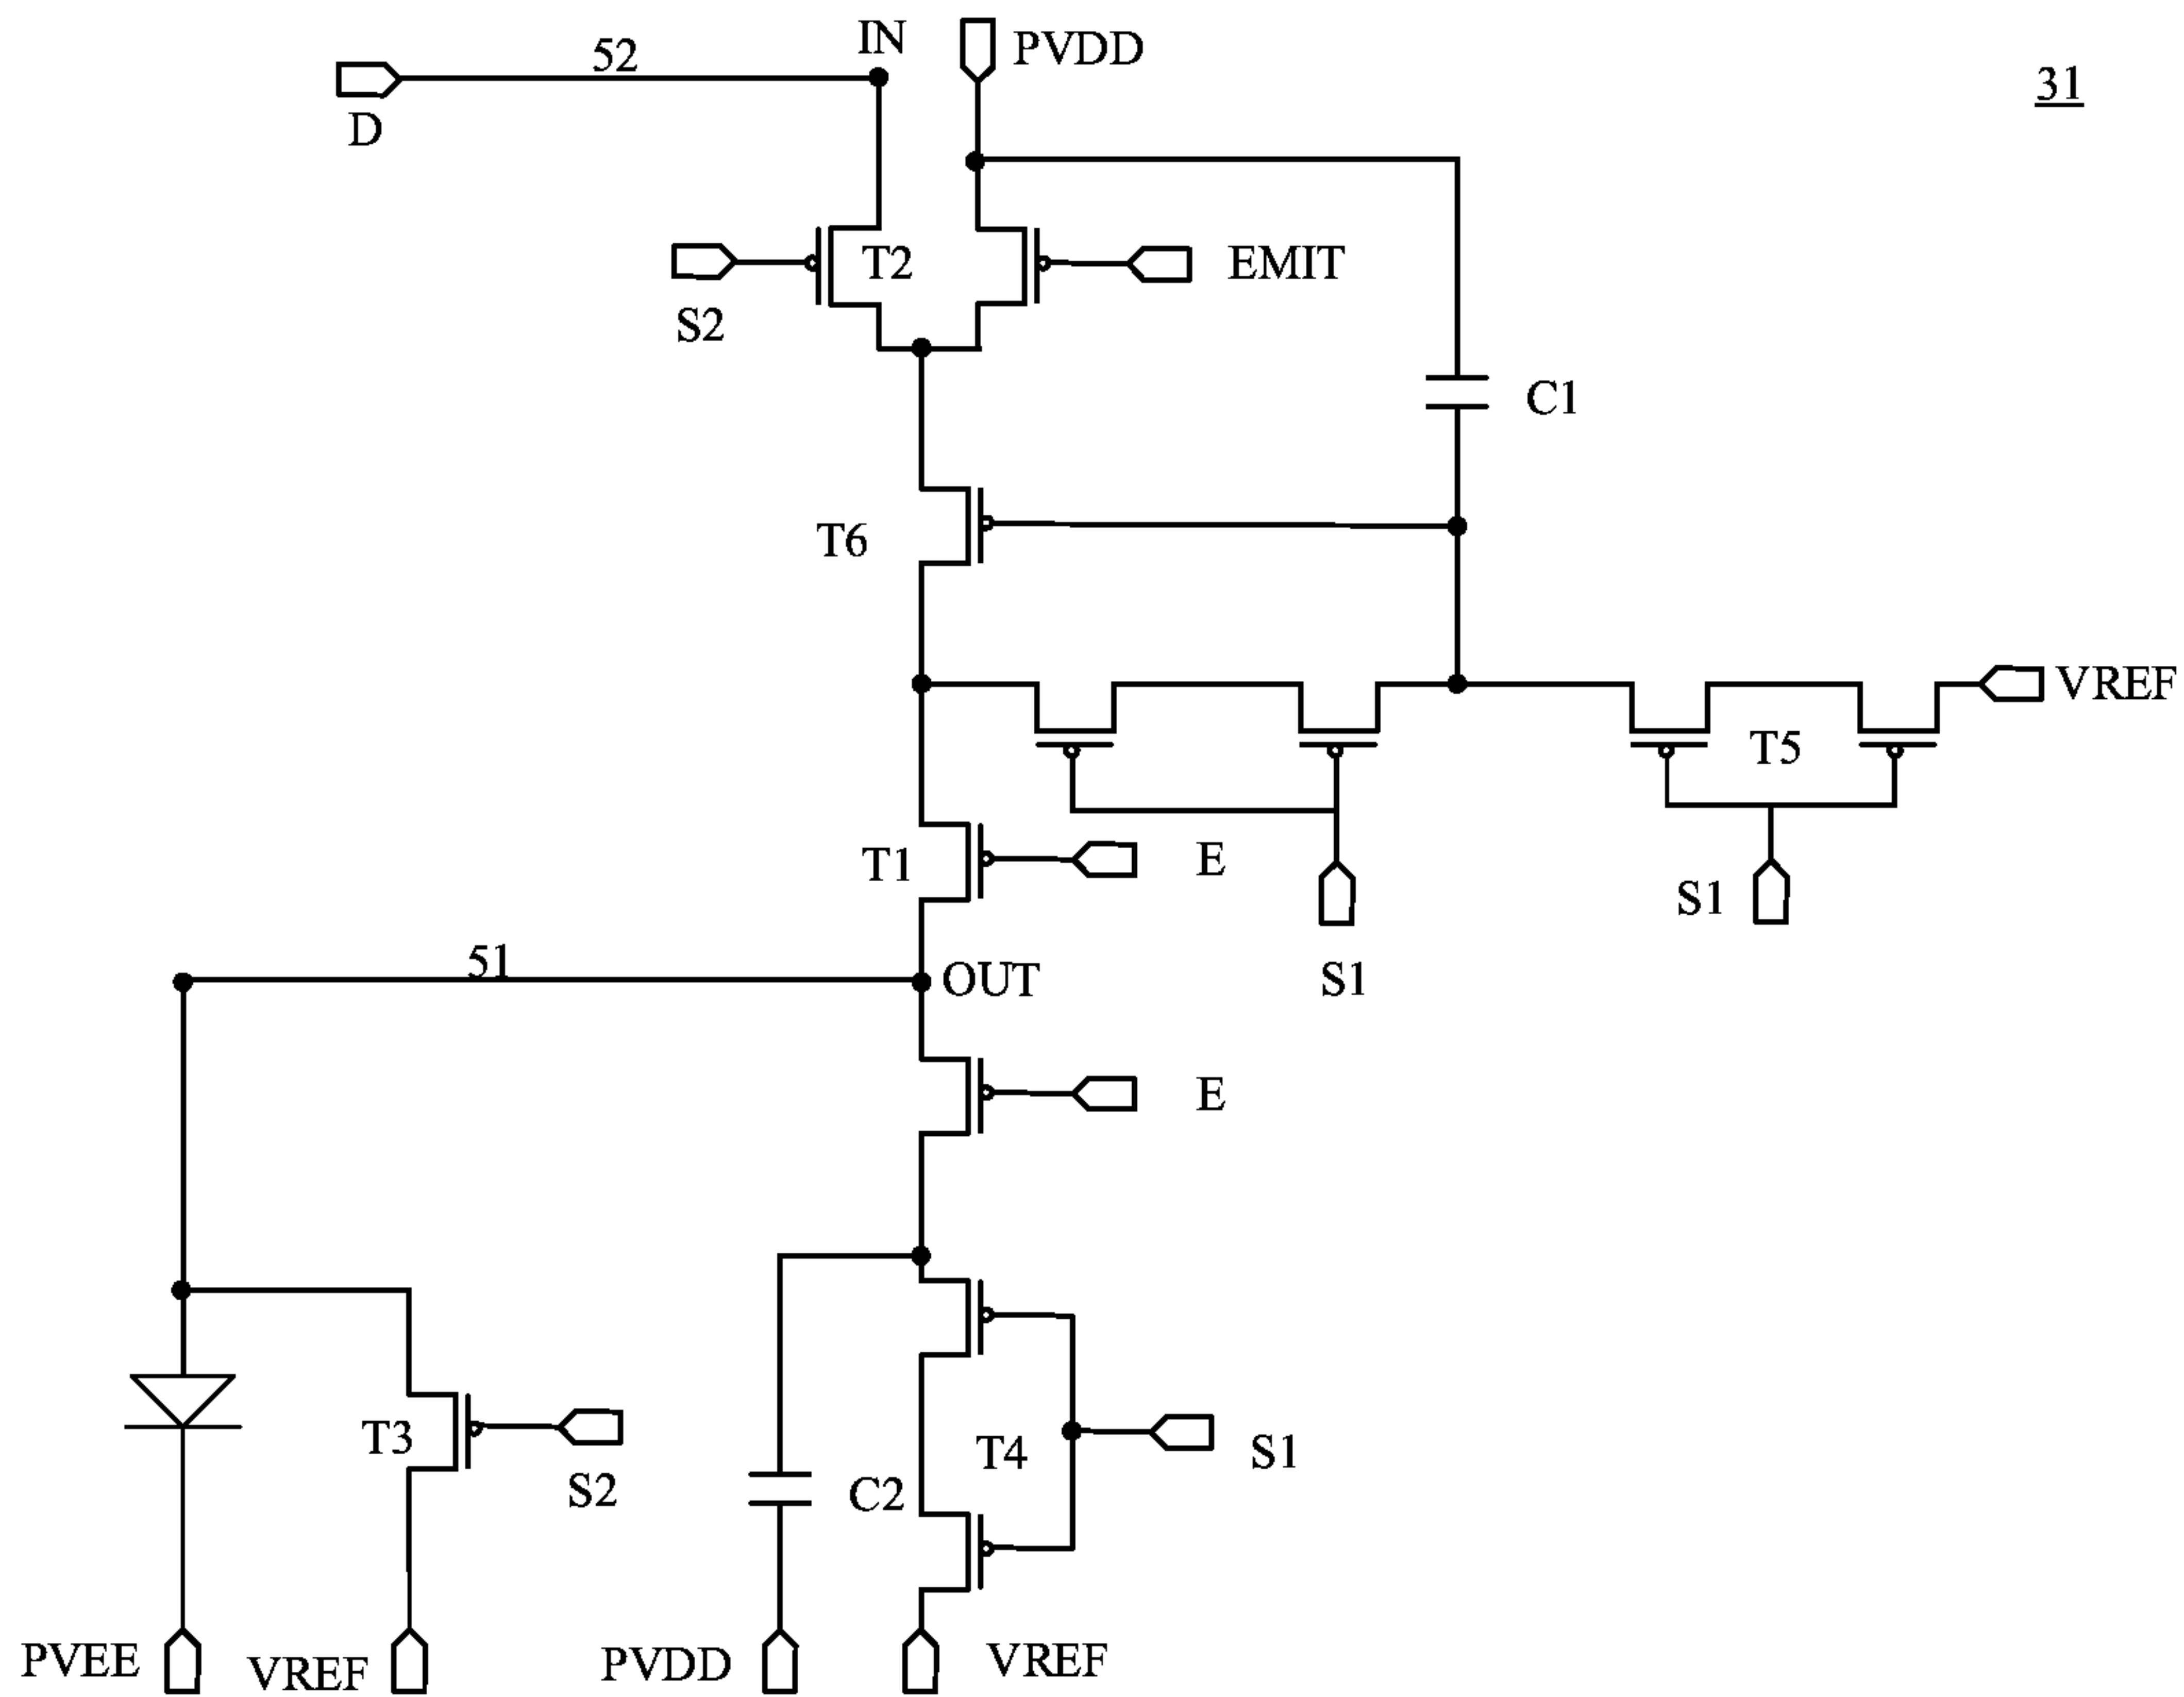 IN
PVDD
52
31
D
T2
EMIT
S2
C1
T6
VREF
T5
T1
E
S1
S1
51
OUT
E
T3
T4
S1
S2
C2
PVEE
VREF
PVDD
VREF